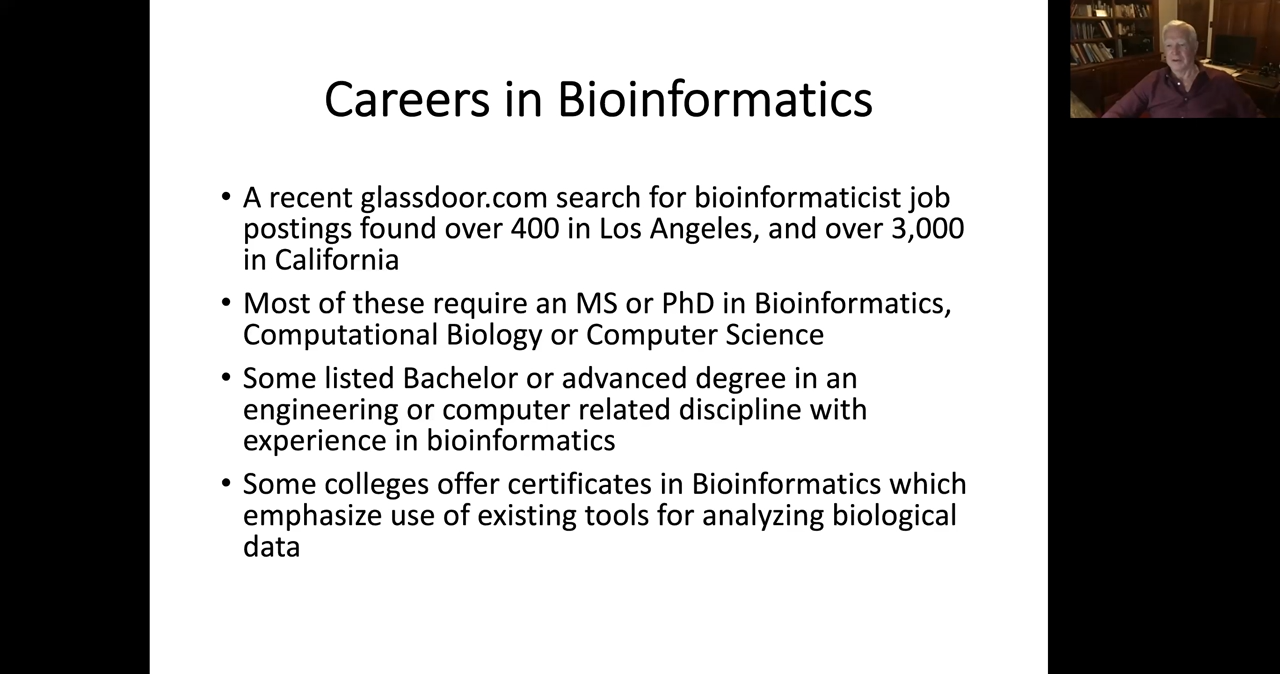 Careers in Bioinformatics
• A recent glassdoor.com search for bioinformaticist job
postings found over 400 in Los Angeles, and over 3,000
in California
• Most of these require an MS or PhD in Bioinformatics,
Computational Biology or Computer Science
• Some listed Bachelor or advanced degree in an
engineering or computer related discipline with
experience in bioinformatics
• Some colleges offer certificates in Bioinformatics which
emphasize use of existing tools for analyzing biological
data